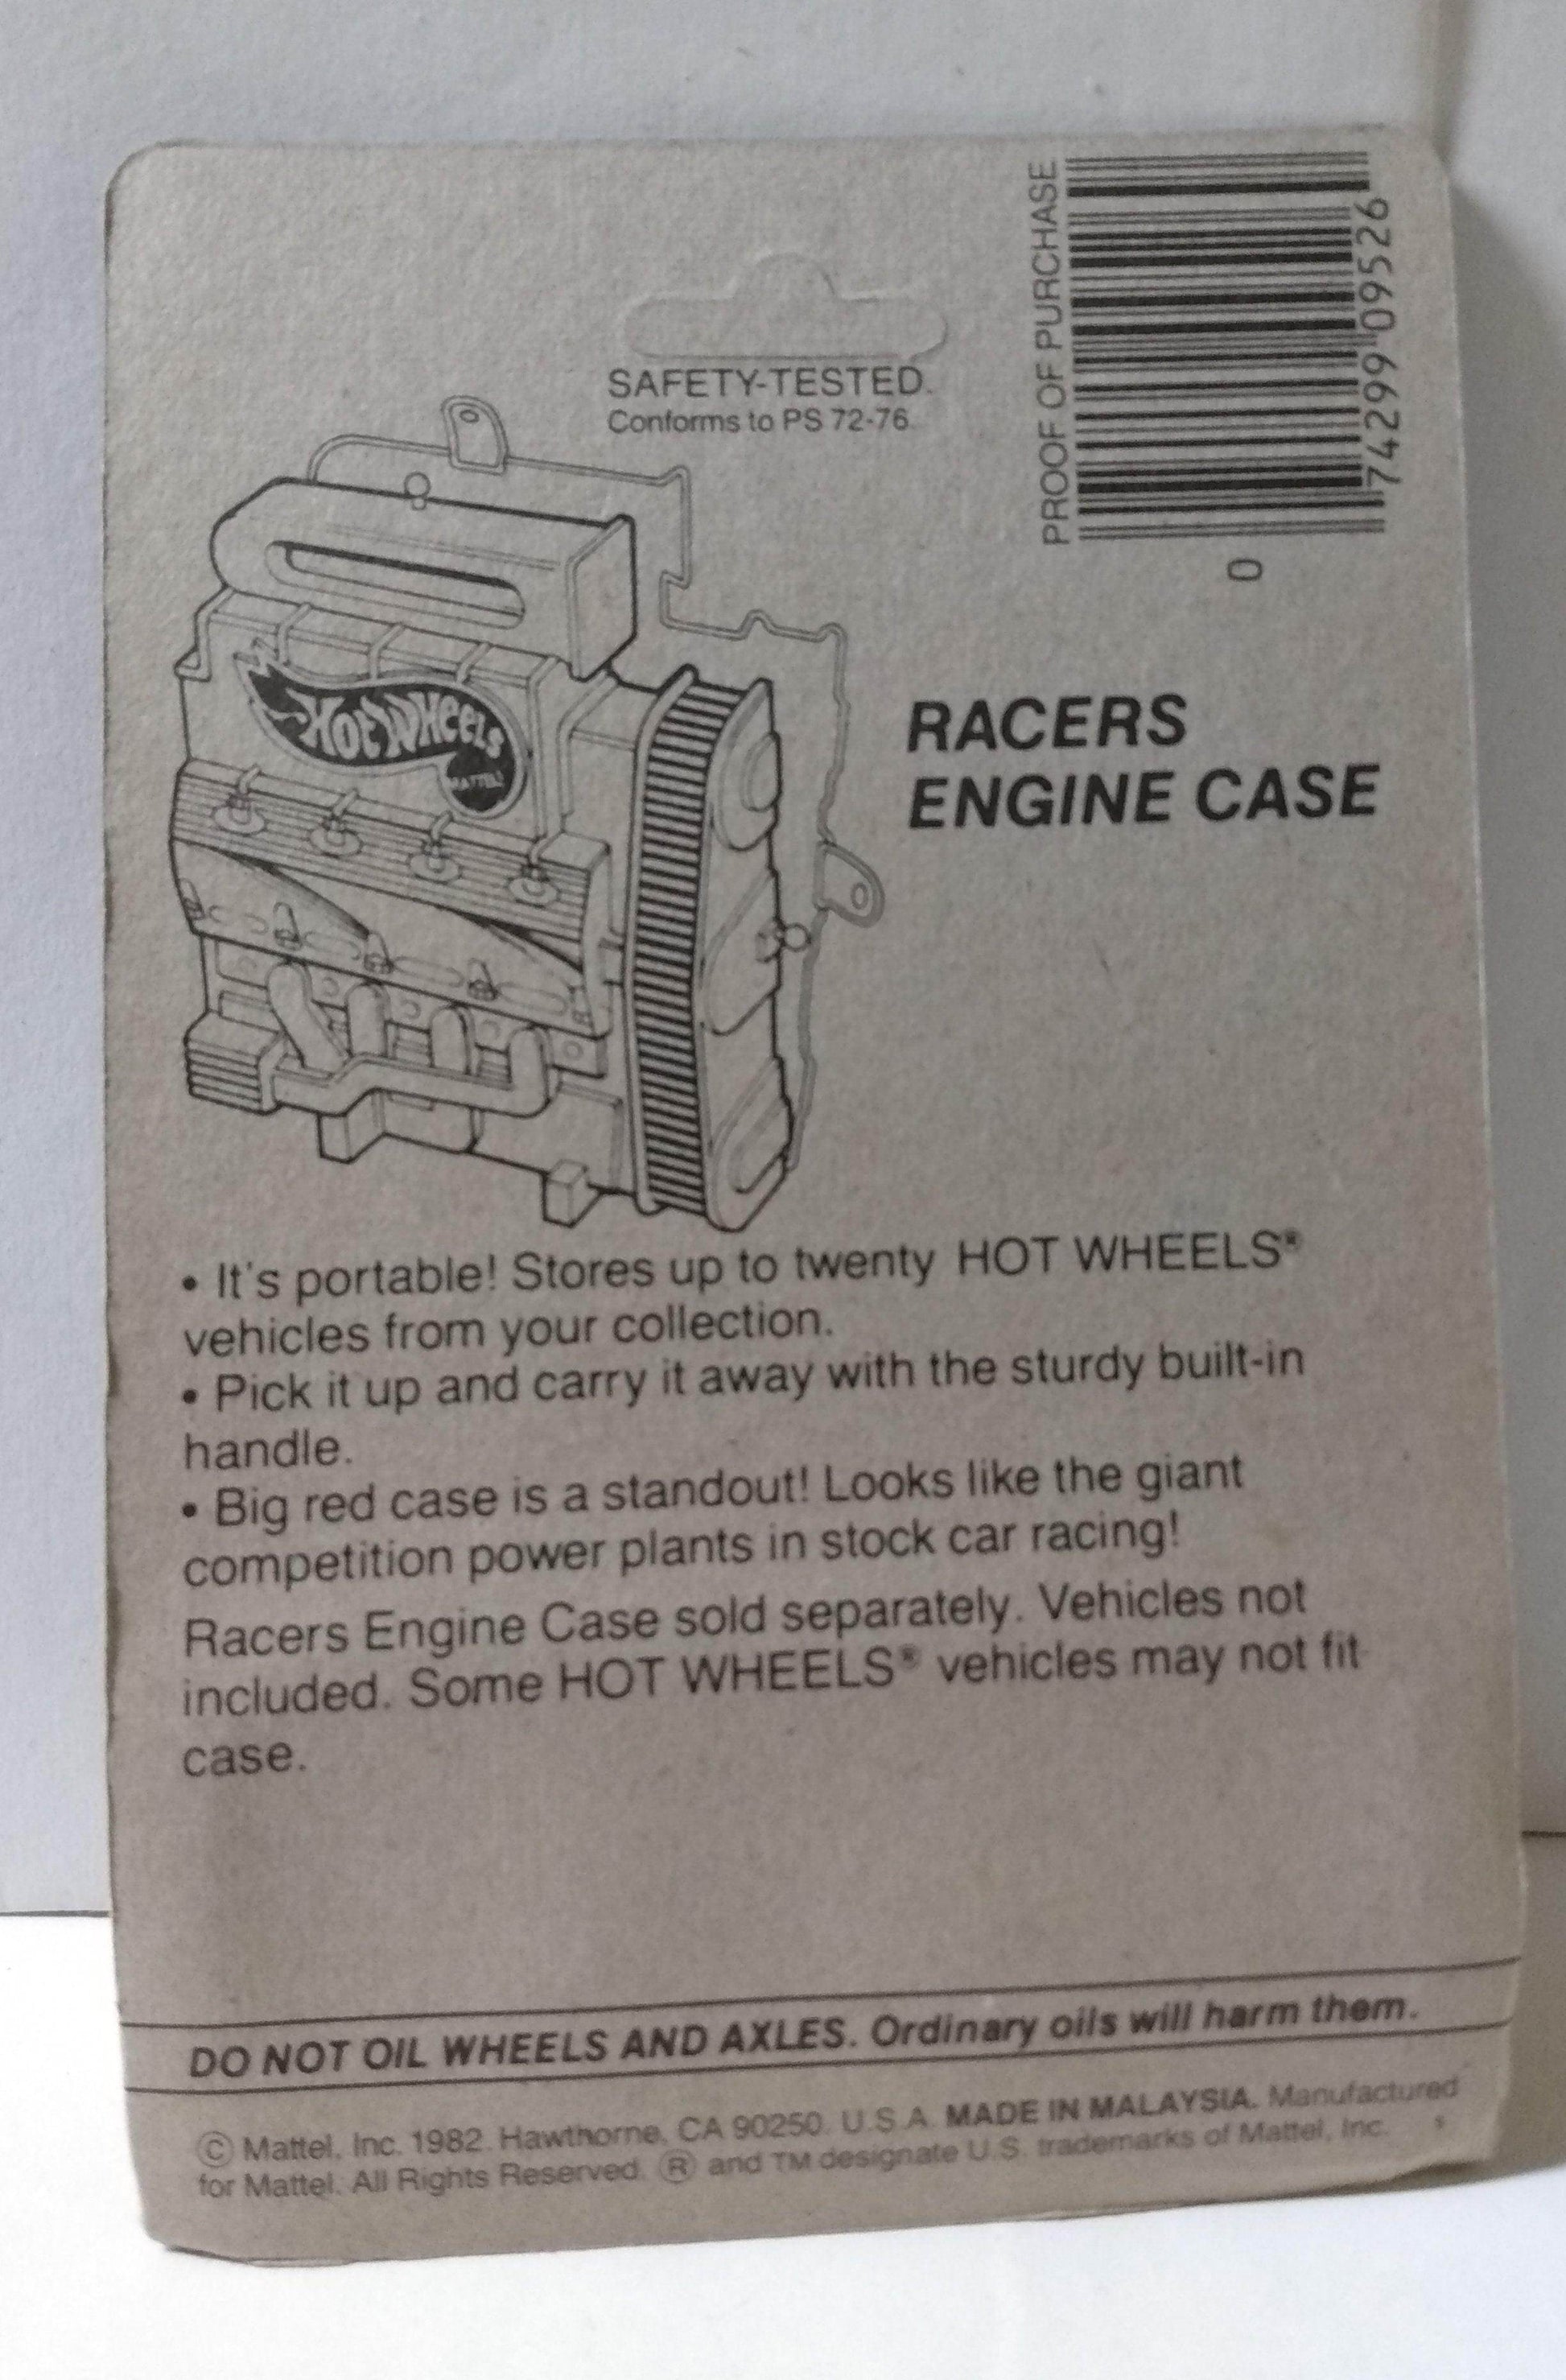 PROOF OF PURCHASE
74299 09526
0
SAFETY-TESTED.
Conforms to PS 72-76
HOT WHEELS
MATTEL
RACERS
ENGINE CASE
• It's portable! Stores up to twenty HOT WHEELS®
vehicles from your collection.
• Pick it up and carry it away with the sturdy built-in
handle.
• Big red case is a standout! Looks like the giant
competition power plants in stock car racing!
Racers Engine Case sold separately. Vehicles not
included. Some HOT WHEELS® vehicles may not fit
case.
DO NOT OIL WHEELS AND AXLES. Ordinary oils will harm them.
© Mattel, Inc. 1982. Hawthorne, CA 90250. U.S.A. MADE IN MALAYSIA. Manufactured
for Mattel. All Rights Reserved. ® and TM designate U.S. trademarks of Mattel, Inc.